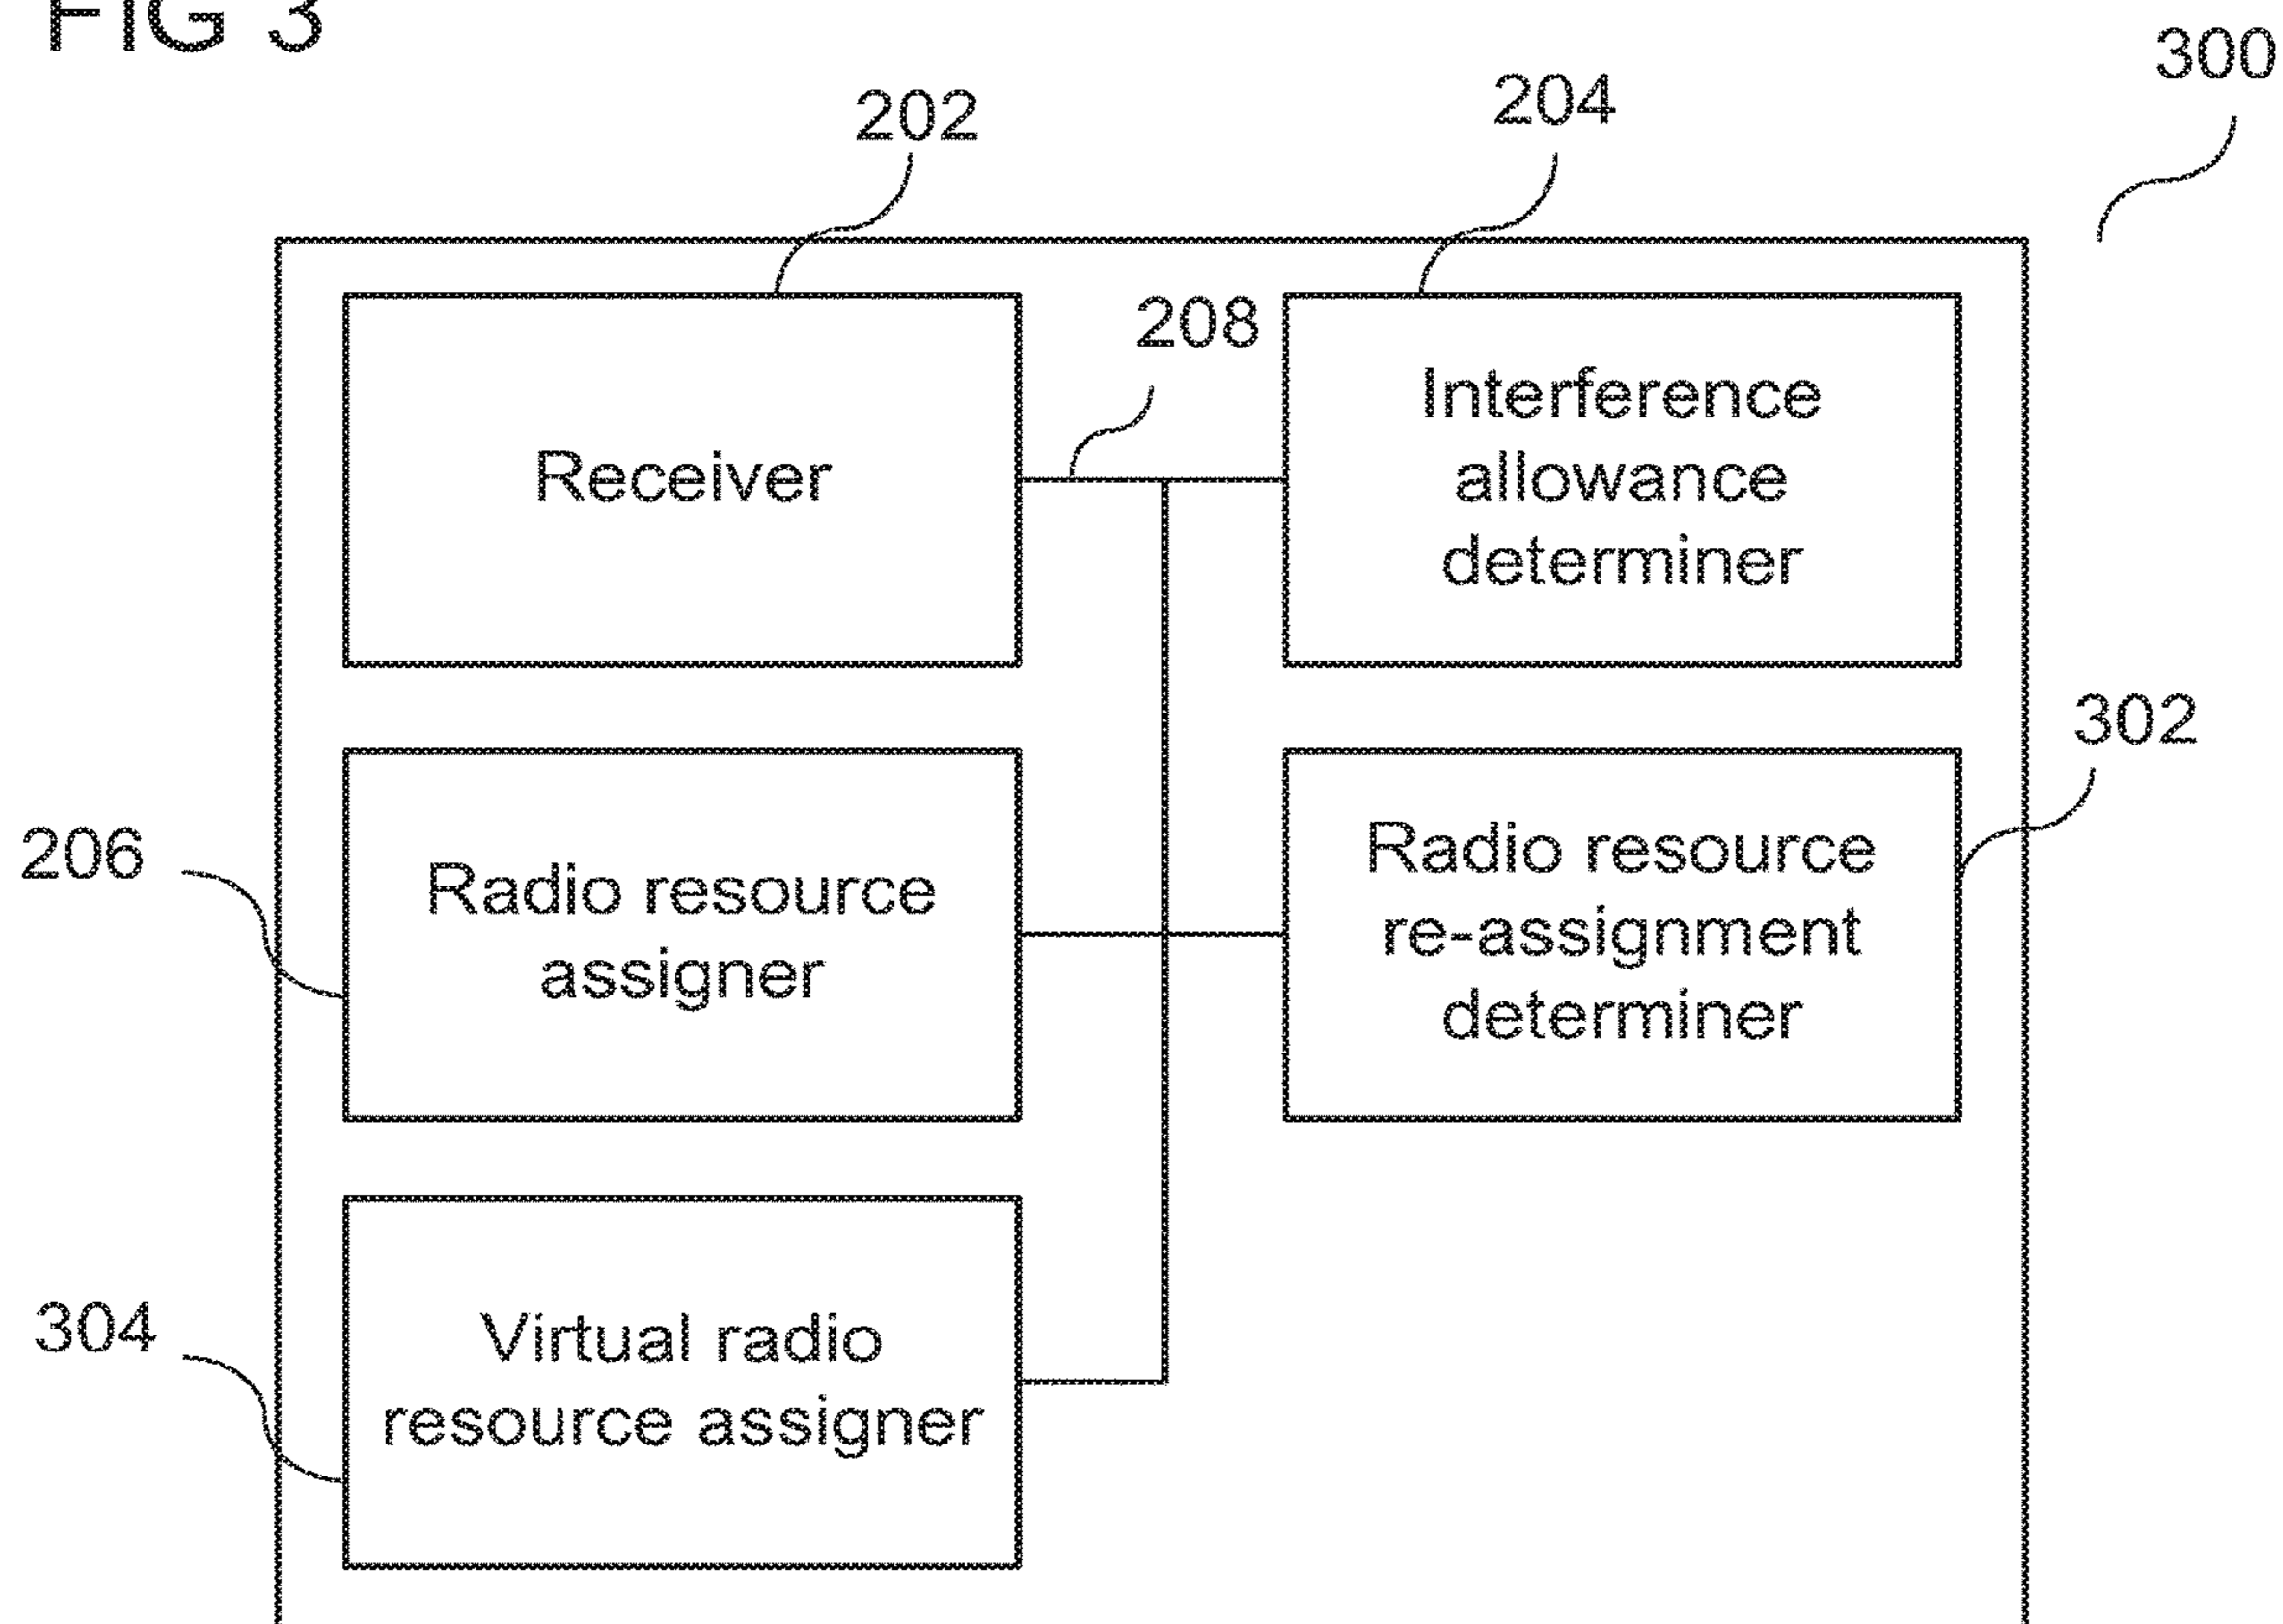 FIG 3
300
202
204
208
Receiver
Interference
allowance
determiner
302
206
Radio resource
assigner
Radio resource
re-assignment
determiner
304
Virtual radio
resource assigner